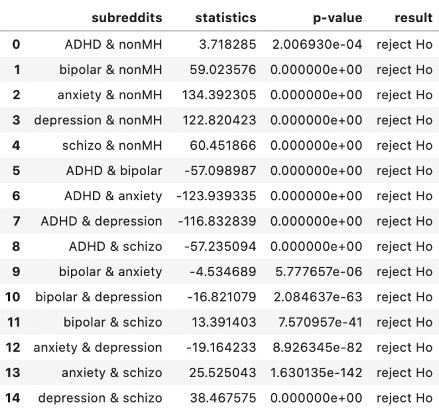 subreddits statistics p-value result
0 ADHD & nonMH 3.718285 2.006930e-04 reject Ho
1 bipolar & nonMH 59.023576 0.000000e+00 reject Ho
2 anxiety & nonMH 134.392305 0.000000e+00 reject Ho
3 depression & nonMH 122.820423 0.000000e+00 reject Ho
4 schizo & nonMH 60.451866 0.000000e+00 reject Ho
5 ADHD & bipolar -57.098987 0.000000e+00 reject Ho
6 ADHD & anxiety -123.939335 0.000000e+00 reject Ho
7 ADHD & depression -116.832839 0.000000e+00 reject Ho
8 ADHD & schizo -57.235094 0.000000e+00 reject Ho
9 bipolar & anxiety -4.534689 5.777657e-06 reject Ho
10 bipolar & depression -16.821079 2.084637e-63 reject Ho
11 bipolar & schizo 13.391403 7.570957e-41 reject Ho
12 anxiety & depression -19.164233 8.926345e-82 reject Ho
13 anxiety & schizo 25.525043 1.630135e-142 reject Ho
14 depression & schizo 38.467575 0.000000e+00 reject Ho